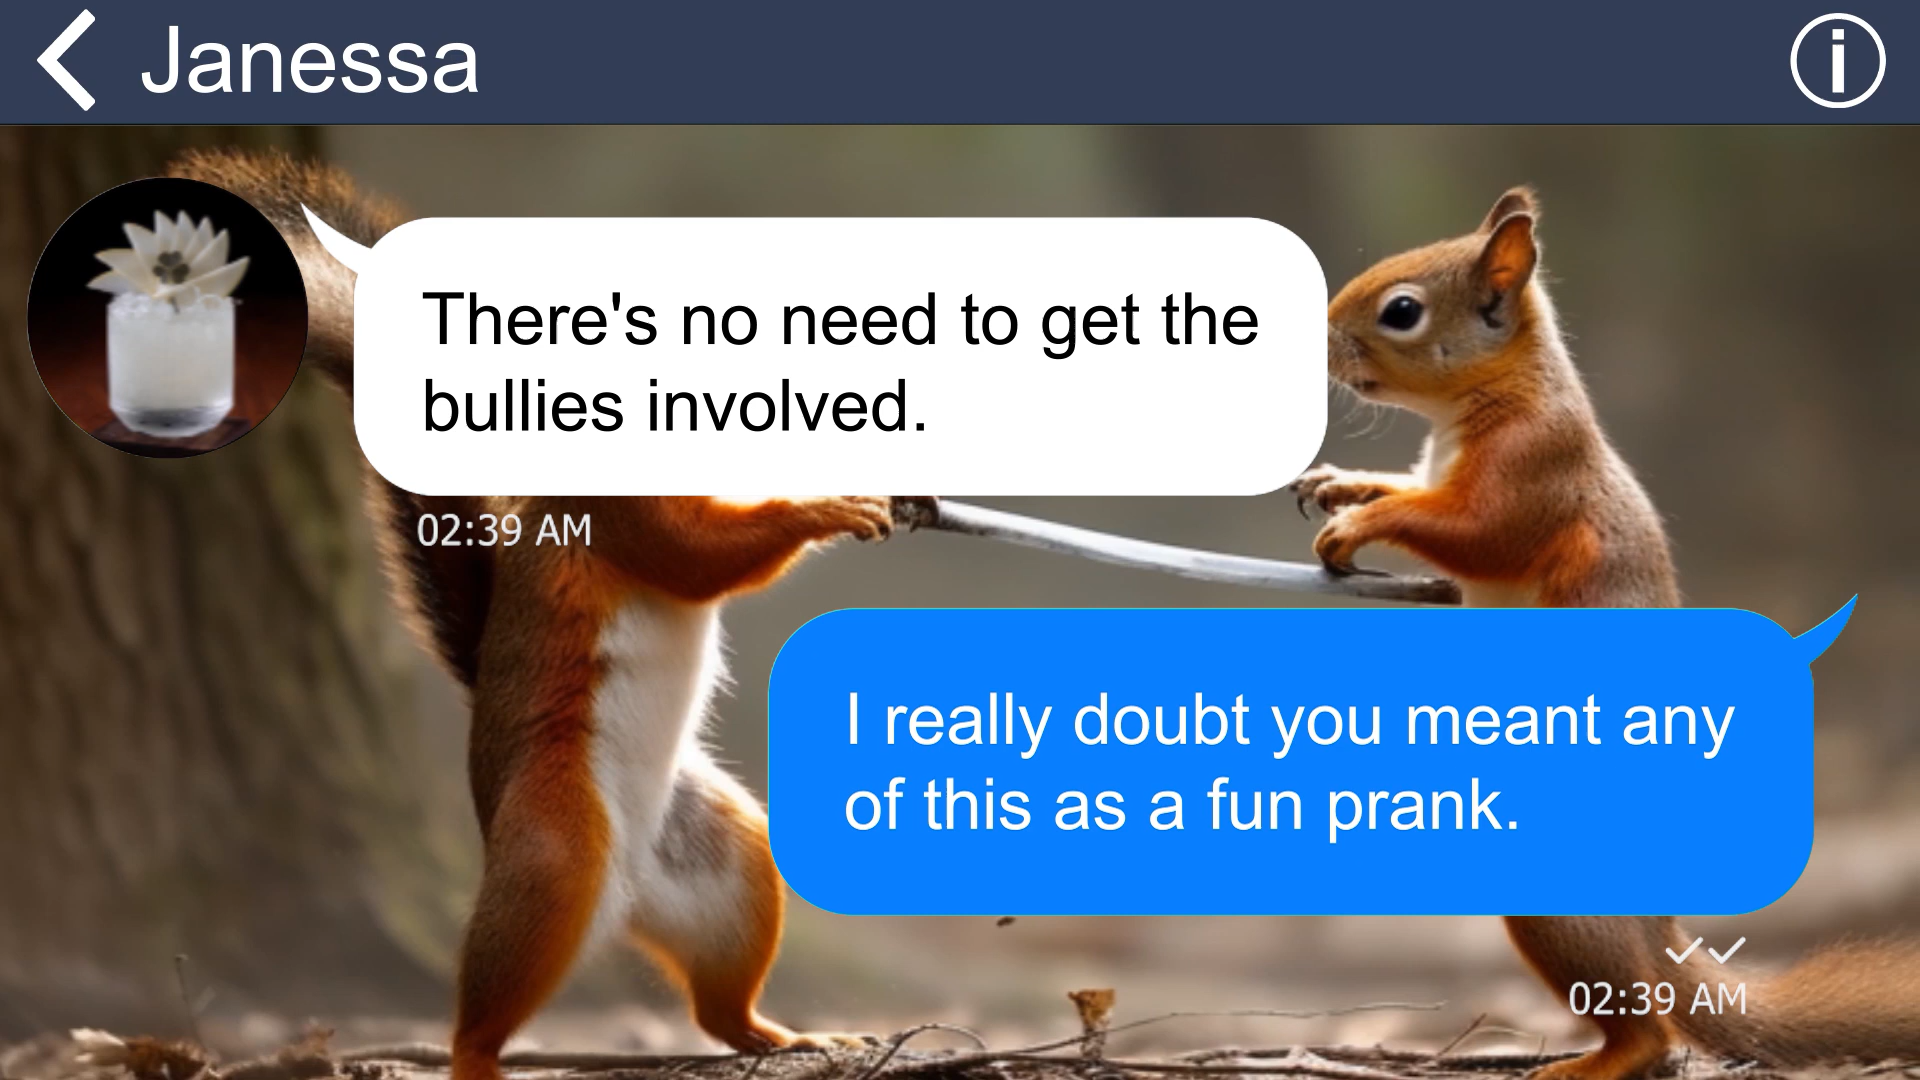 Janessa
There's no need to get the
bullies involved.
02:39 AM
I really doubt you meant any
of this as a fun prank.
02:39 AM